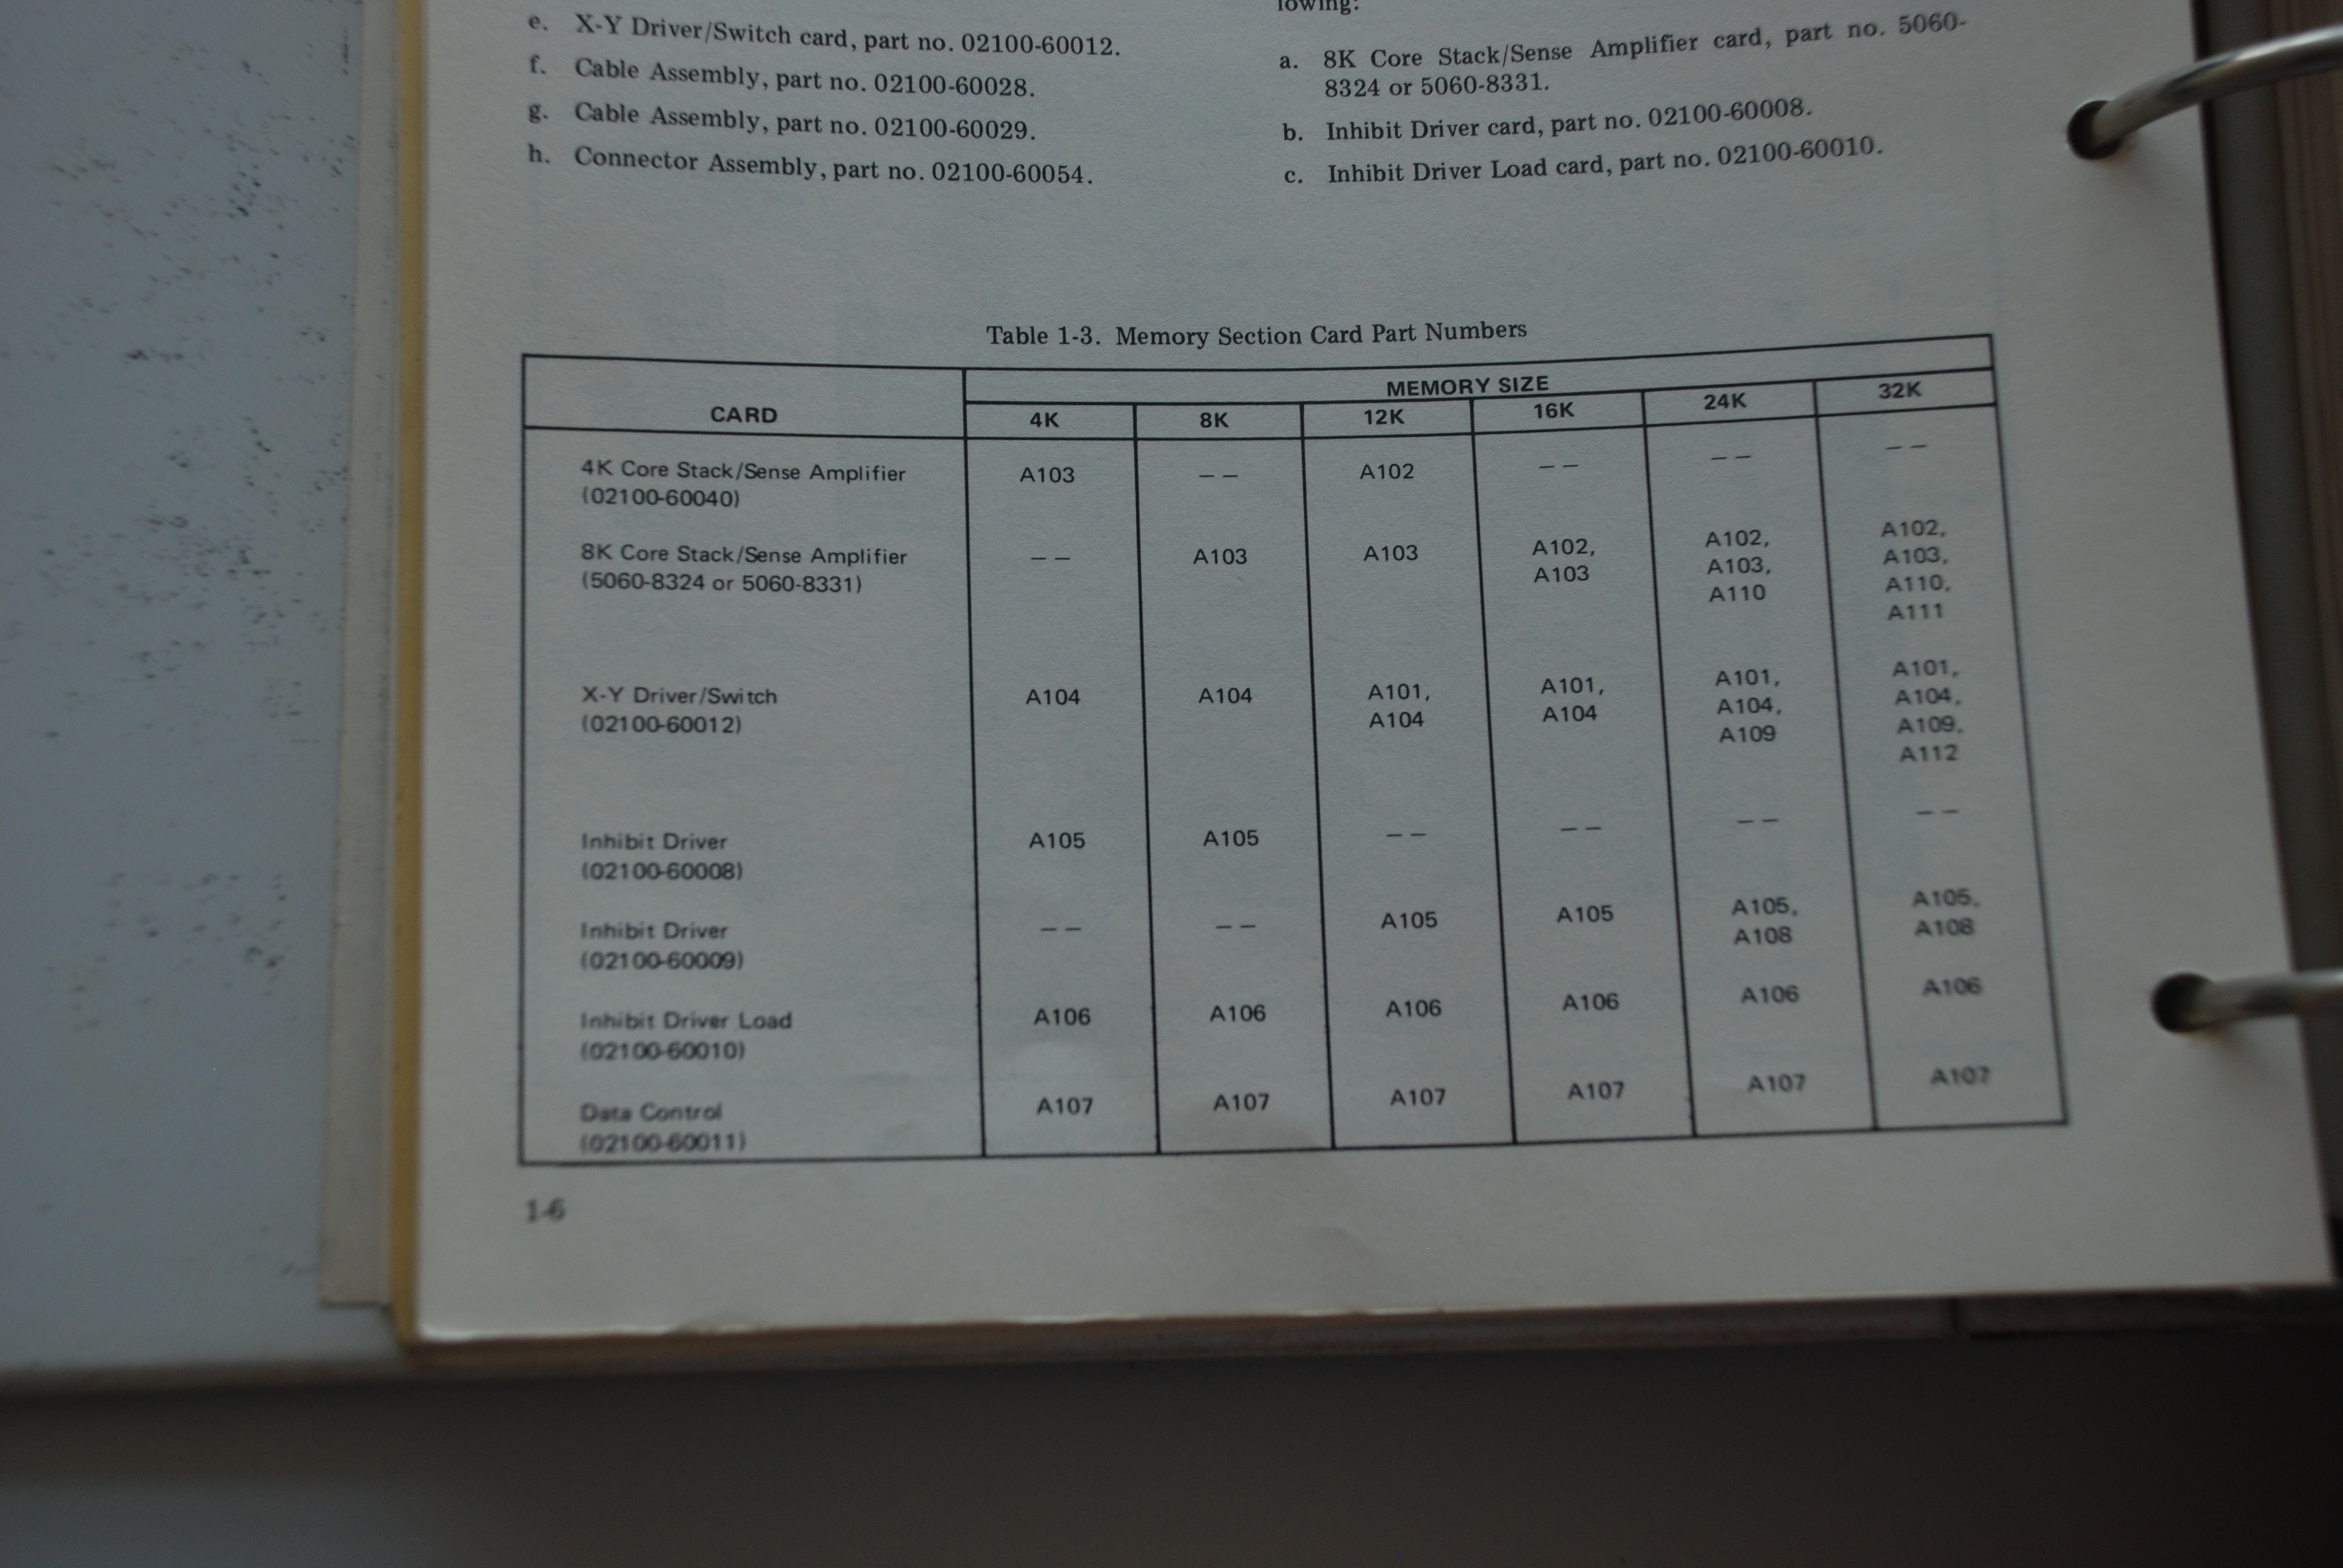 e. X-Y Driver/Switch card, part no. 02100-60012.
f. Cable Assembly, part no. 02100-60028.
g. Cable Assembly, part no. 02100-60029.
h. Connector Assembly, part no. 02100-60054.
lowing:
a. 8K Core Stack/Sense Amplifier card, part no. 5060-
8324 or 5060-8331.
b. Inhibit Driver card, part no. 02100-60008.
c. Inhibit Driver Load card, part no. 02100-60010.
Table 1-3. Memory Section Card Part Numbers
CARD
MEMORY SIZE
4K 8K 12K 16K 24K 32K
4K Core Stack/Sense Amplifier A103 – – A102 – – – – – –
(02100-60040)
8K Core Stack/Sense Amplifier – – A103 A103 A102, A102, A102,
(5060-8324 or 5060-8331) A103 A103, A103,
A110 A110,
A111
X-Y Driver/Switch A104 A104 A101, A101, A101, A101,
(02100-60012) A104 A104 A104, A104,
A109 A109,
A112
Inhibit Driver A105 A105 – – – – – – – –
(02100-60008)
Inhibit Driver – – – – A105 A105 A105, A105,
(02100-60009) A108 A108
Inhibit Driver Load A106 A106 A106 A106 A106 A106
(02100-60010)
Data Control A107 A107 A107 A107 A107 A107
(02100-60011)
1-6